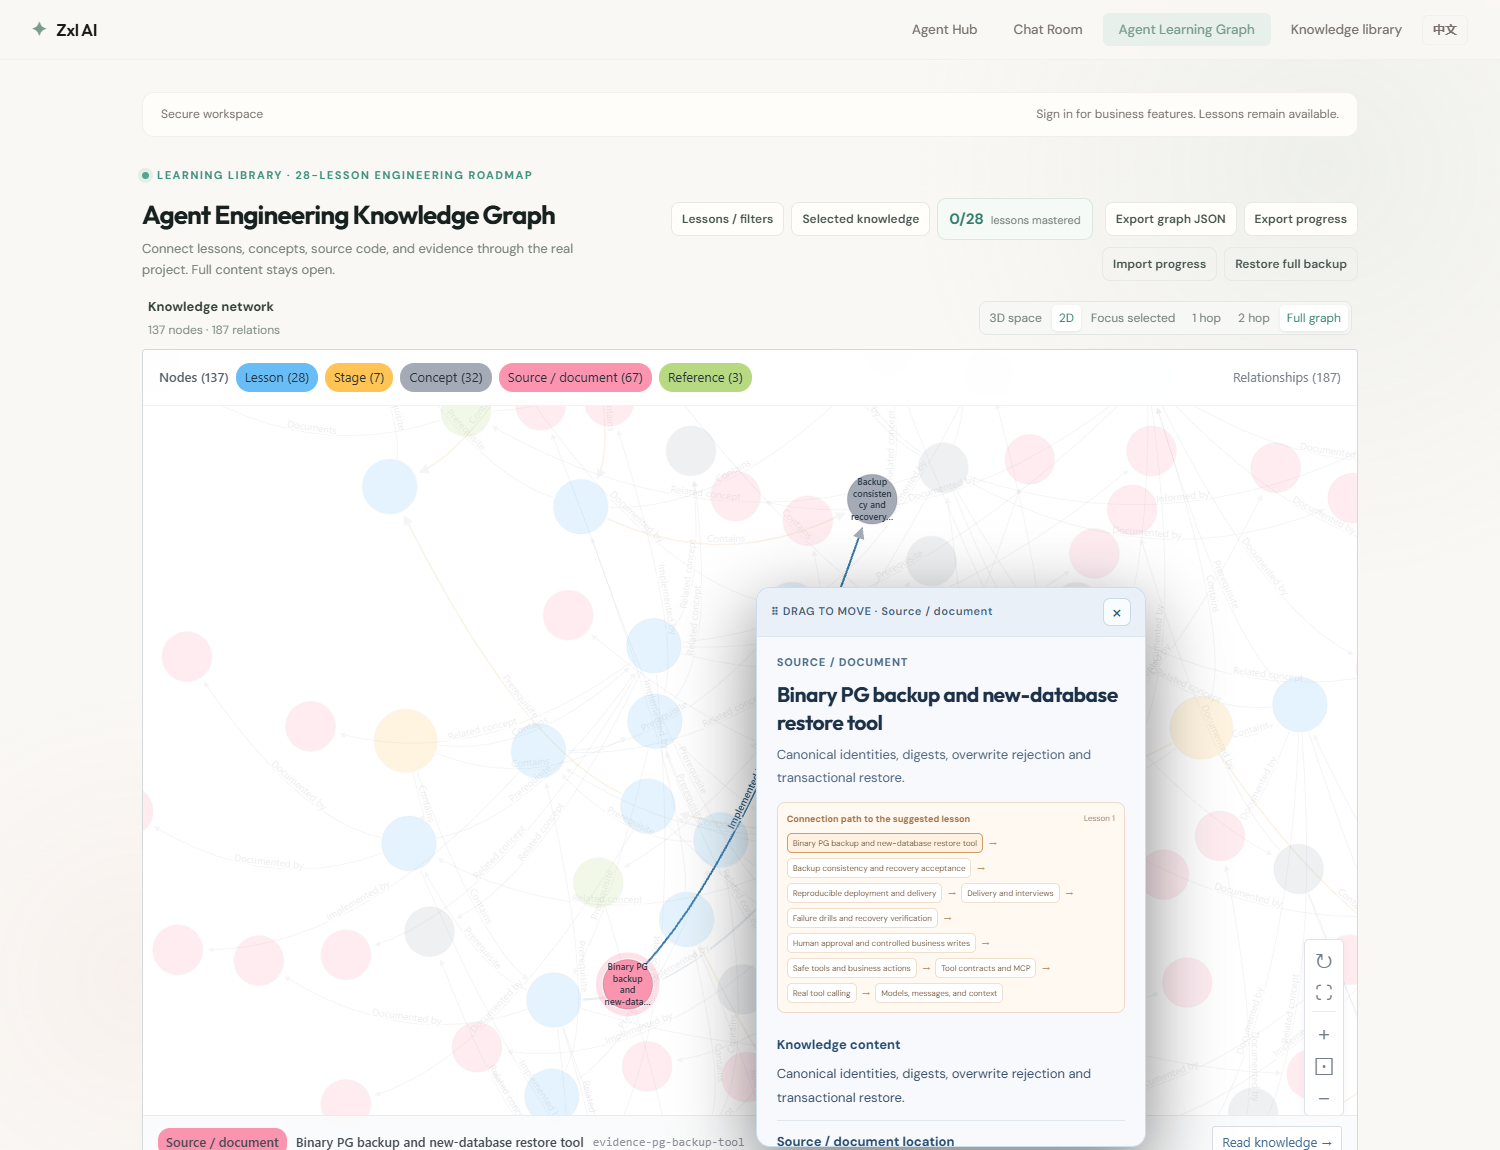 Zxl AI
Agent Hub
Chat Room
Agent Learning Graph
Knowledge library
中文
Secure workspace
Sign in for business features. Lessons remain available.
LEARNING LIBRARY · 28-LESSON ENGINEERING ROADMAP
Agent Engineering Knowledge Graph
Connect lessons, concepts, source code, and evidence through the real
project. Full content stays open.
Lessons / filters
Selected knowledge
0/28 lessons mastered
Export graph JSON
Export progress
Import progress
Restore full backup
Knowledge network
137 nodes · 187 relations
3D space
2D
Focus selected
1 hop
2 hop
Full graph
Nodes (137)
Lesson (28)
Stage (7)
Concept (32)
Source / document (67)
Reference (3)
Relationships (187)
Backup
consisten
cy and
recovery...
Implemented
Binary PG
backup
and
new-data...
⠿ DRAG TO MOVE · Source / document
×
SOURCE / DOCUMENT
Binary PG backup and new-database
restore tool
Canonical identities, digests, overwrite rejection and
transactional restore.
Connection path to the suggested lesson
Lesson 1
Binary PG backup and new-database restore tool →
Backup consistency and recovery acceptance →
Reproducible deployment and delivery → Delivery and interviews →
Failure drills and recovery verification →
Human approval and controlled business writes →
Safe tools and business actions → Tool contracts and MCP →
Real tool calling → Models, messages, and context
Knowledge content
Canonical identities, digests, overwrite rejection and
transactional restore.
Source / document location
Source / document
Binary PG backup and new-database restore tool
evidence-pg-backup-tool
Read knowledge →